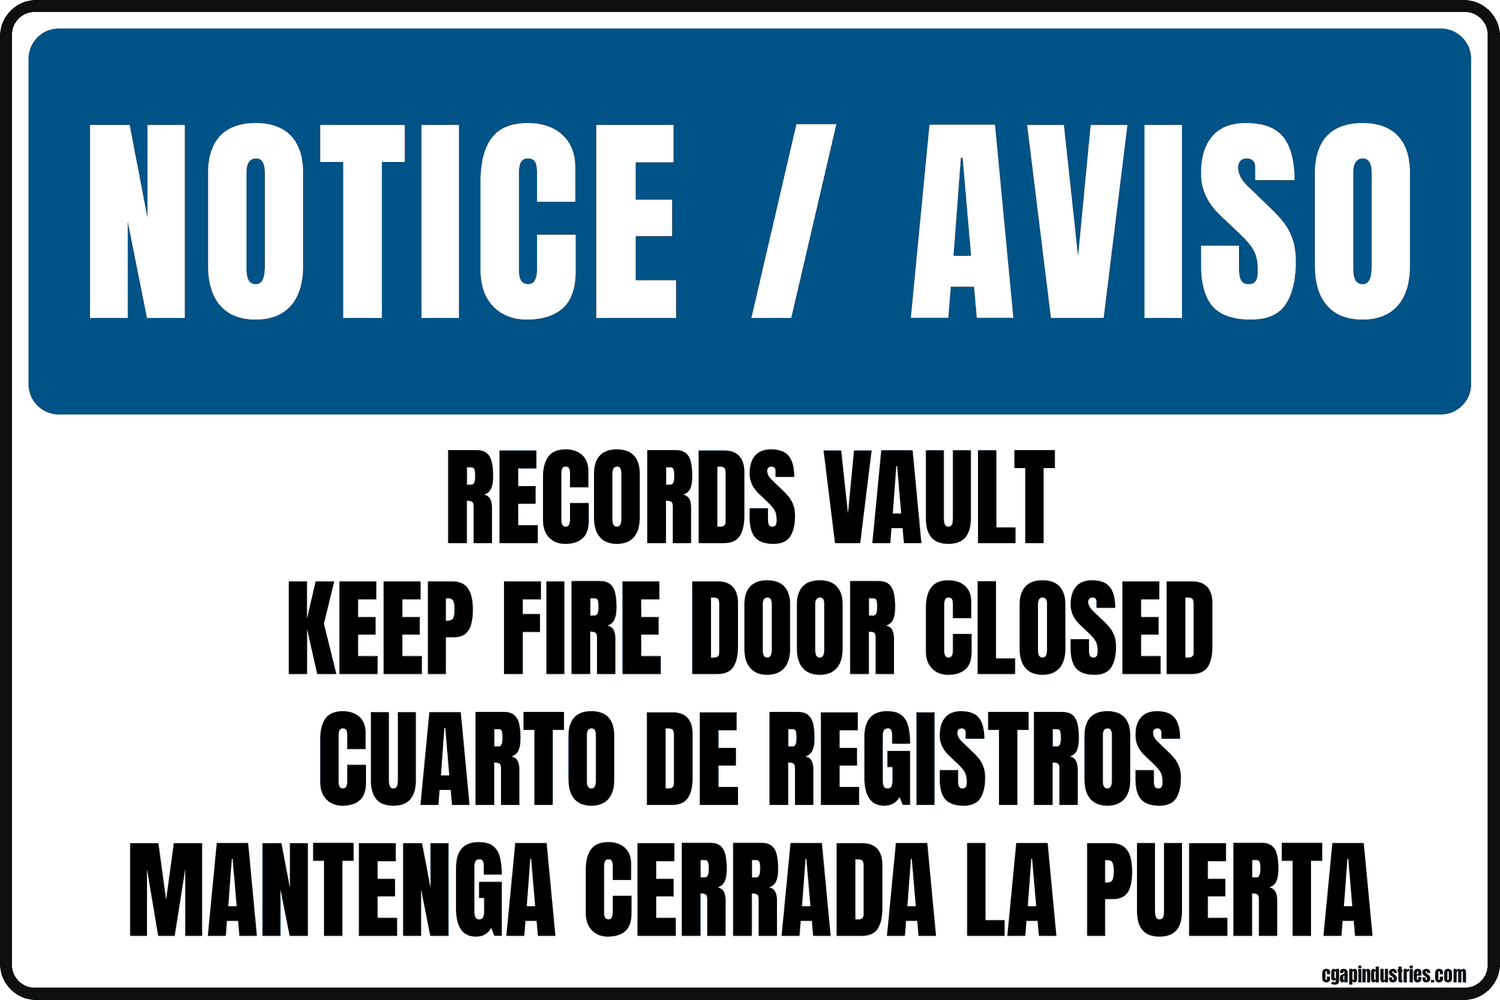 NOTICE / AVISO
RECORDS VAULT
KEEP FIRE DOOR CLOSED
CUARTO DE REGISTROS
MANTENGA CERRADA LA PUERTA
cgapindustries.com